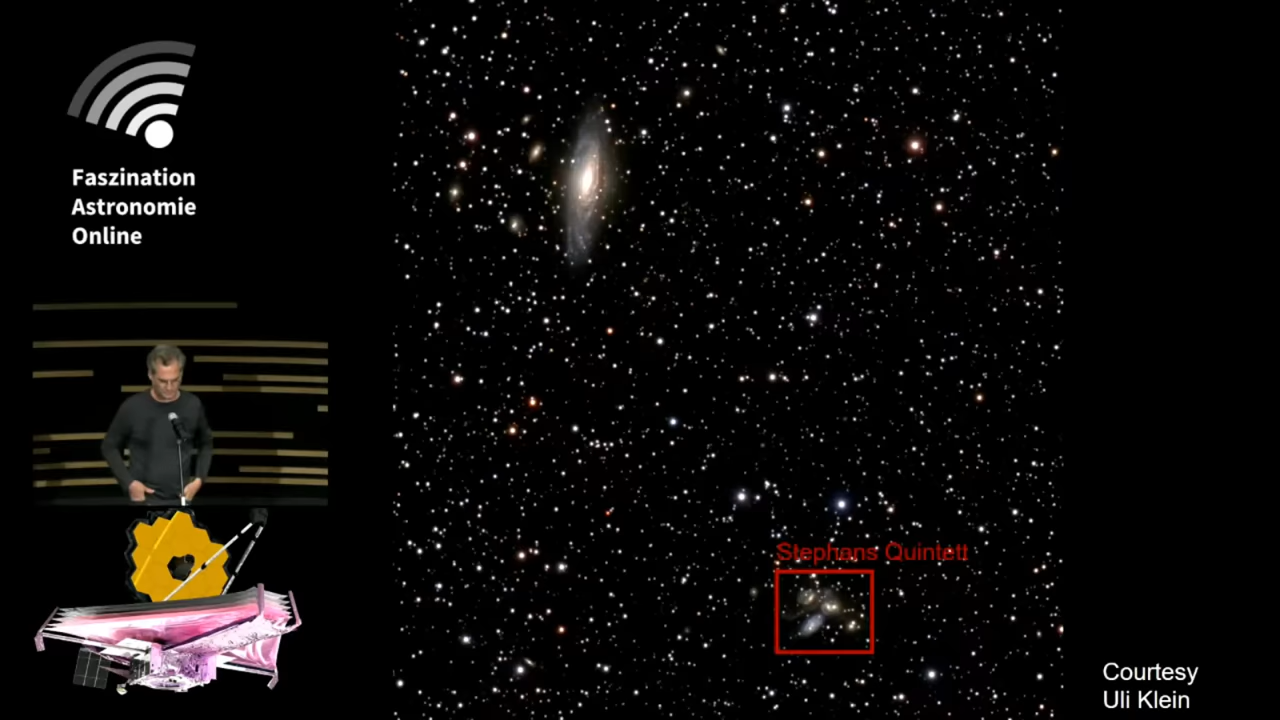 Faszination
Astronomie
Online
Stephans Quintett
Courtesy
Uli Klein